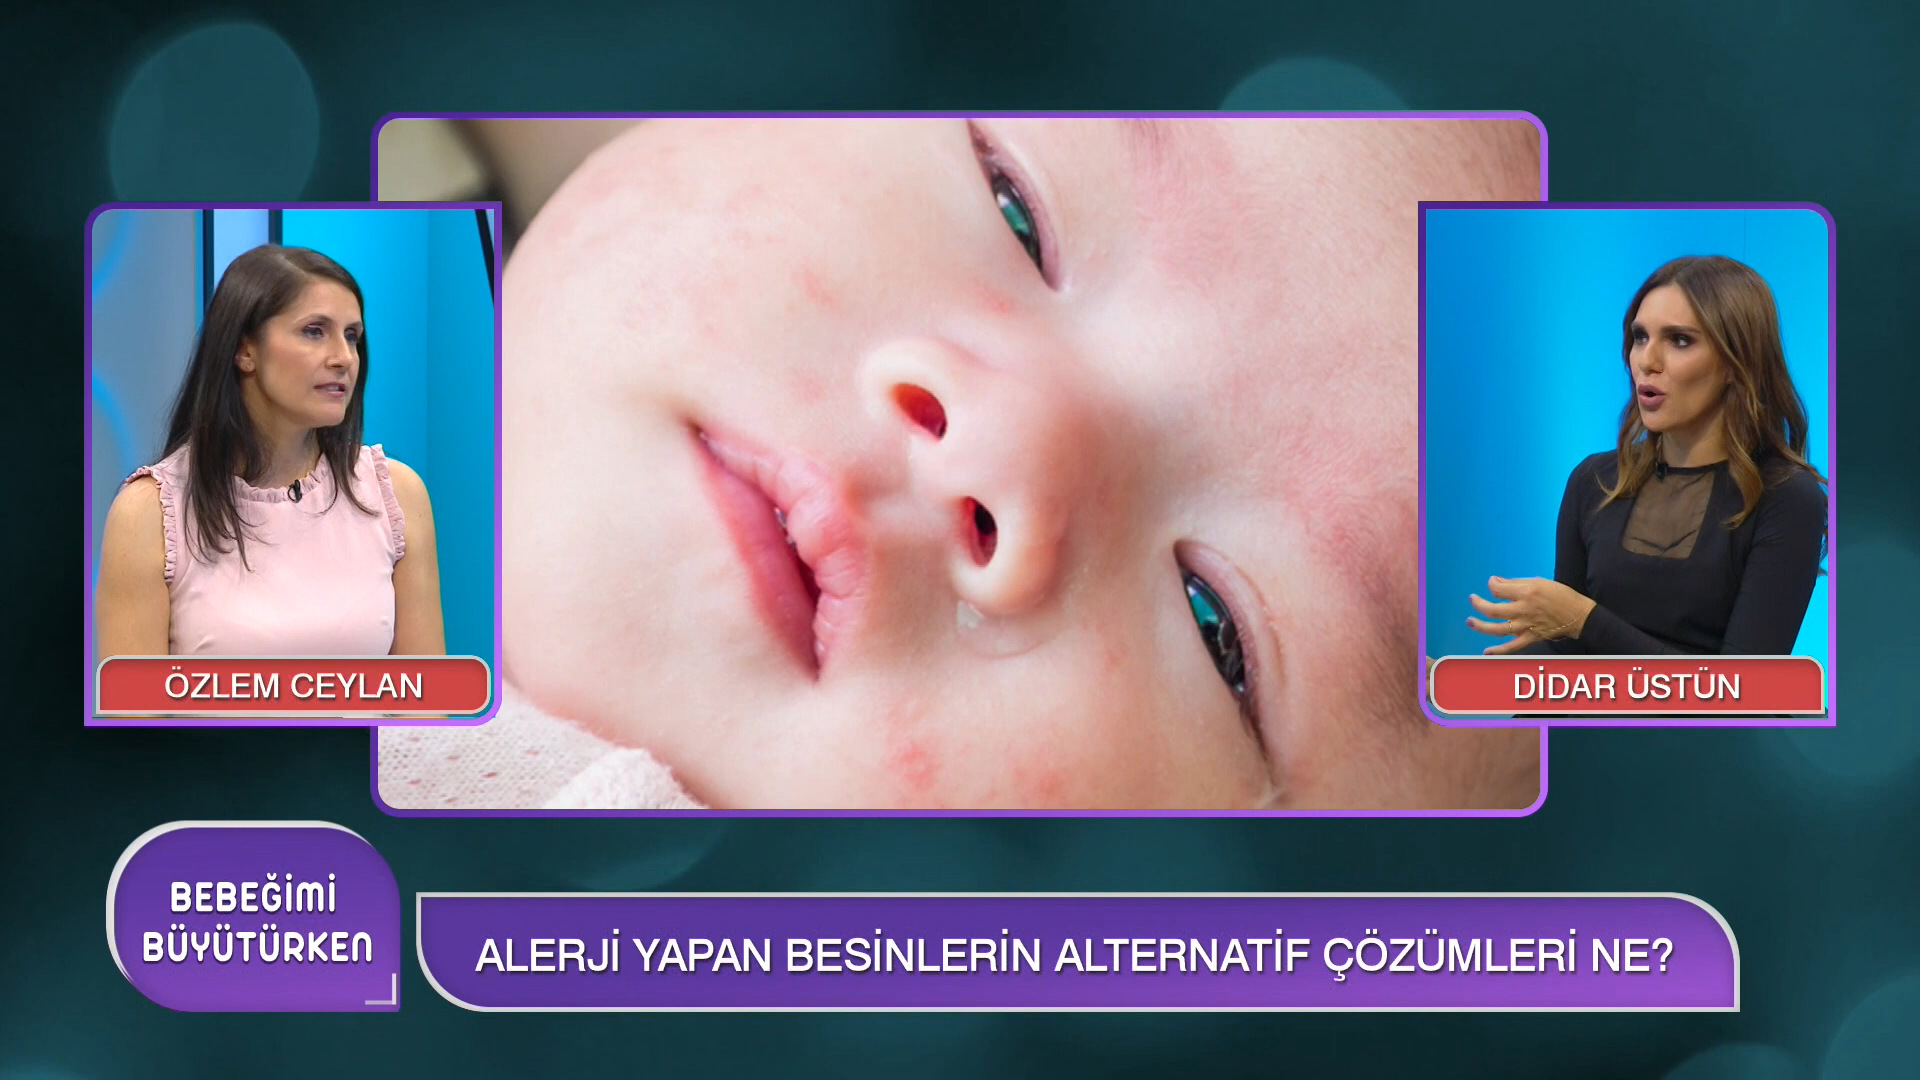 ÖZLEM CEYLAN
DİDAR ÜSTÜN
BEBEĞİMİ
BÜYÜTÜRKEN
ALERJİ YAPAN BESİNLERİN ALTERNATİF ÇÖZÜMLERİ NE?